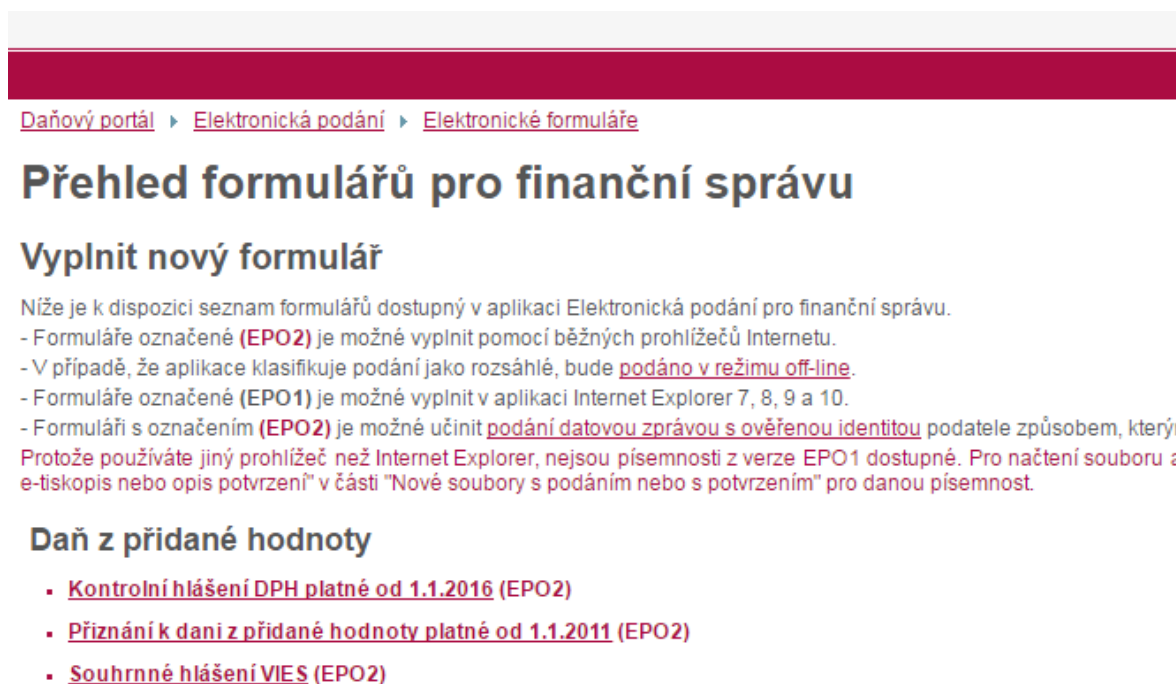 Daňový portál ▸ Elektronická podání ▸ Elektronické formuláře
Přehled formulářů pro finanční správu
Vyplnit nový formulář
Níže je k dispozici seznam formulářů dostupný v aplikaci Elektronická podání pro finanční správu.
- Formuláře označené (EPO2) je možné vyplnit pomocí běžných prohlížečů Internetu.
- V případě, že aplikace klasifikuje podání jako rozsáhlé, bude podáno v režimu off-line.
- Formuláře označené (EPO1) je možné vyplnit v aplikaci Internet Explorer 7, 8, 9 a 10.
- Formuláři s označením (EPO2) je možné učinit podání datovou zprávou s ověřenou identitou podatele způsobem,
Protože používáte jiný prohlížeč než Internet Explorer, nejsou písemnosti z verze EPO1 dostupné. Pro načtení souboru
e-tiskopis nebo opis potvrzení" v části "Nové soubory s podáním nebo s potvrzením" pro danou písemnost.
Daň z přidané hodnoty
▪ Kontrolní hlášení DPH platné od 1.1.2016 (EPO2)
▪ Přiznání k dani z přidané hodnoty platné od 1.1.2011 (EPO2)
▪ Souhrnné hlášení VIES (EPO2)